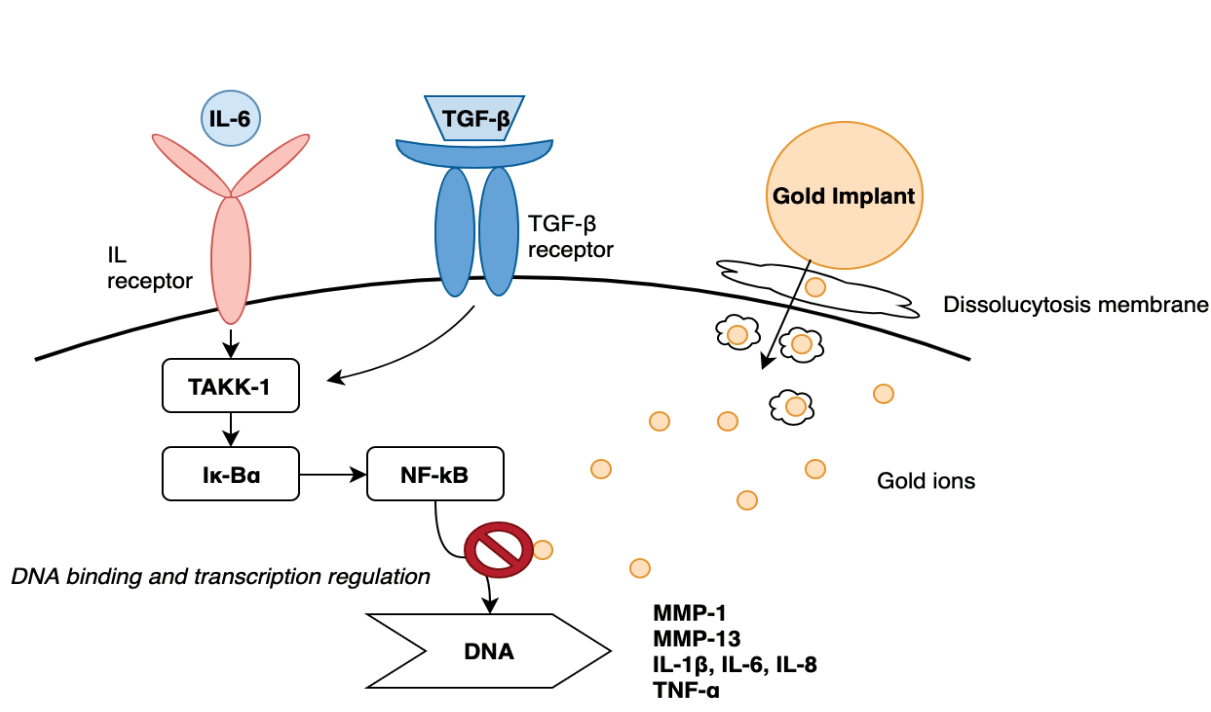 IL-6
TGF-β
Gold Implant
TGF-β
receptor
IL
receptor
Dissolucytosis membrane
TAKK-1
Iκ-Bα
NF-kB
Gold ions
DNA binding and transcription regulation
DNA
MMP-1
MMP-13
IL-1β, IL-6, IL-8
TNF-α